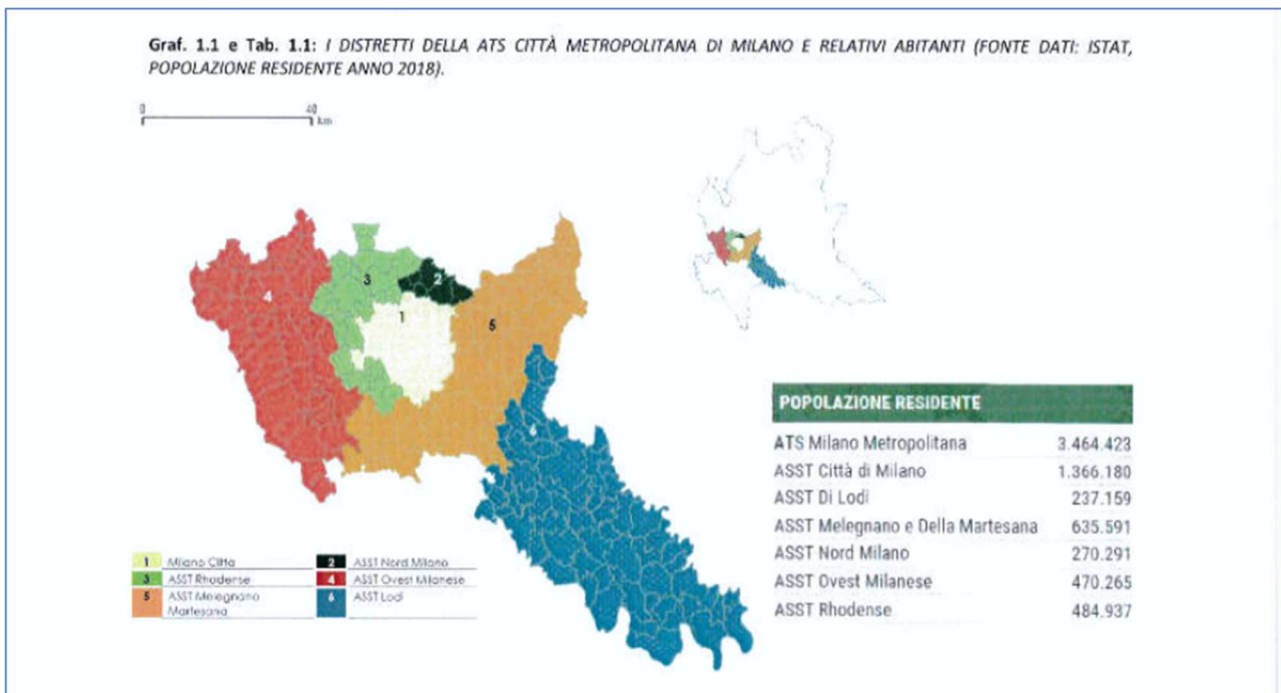 Graf. 1.1 e Tab. 1.1: I DISTRETTI DELLA ATS CITTÀ METROPOLITANA DI MILANO E RELATIVI ABITANTI (FONTE DATI: ISTAT,
POPOLAZIONE RESIDENTE ANNO 2018).
0 40
km
4
3
2
1
5
6
POPOLAZIONE RESIDENTE
ATS Milano Metropolitana 3.464.423
ASST Città di Milano 1.366.180
ASST Di Lodi 237.159
ASST Melegnano e Della Martesana 635.591
ASST Nord Milano 270.291
ASST Ovest Milanese 470.265
ASST Rhodense 484.937
1 Milano Citta 2 ASST Nord Milano
3 ASST Rhodense 4 ASST Ovest Milanese
5 ASST Melegnano 6 ASST Lodi
Martesana